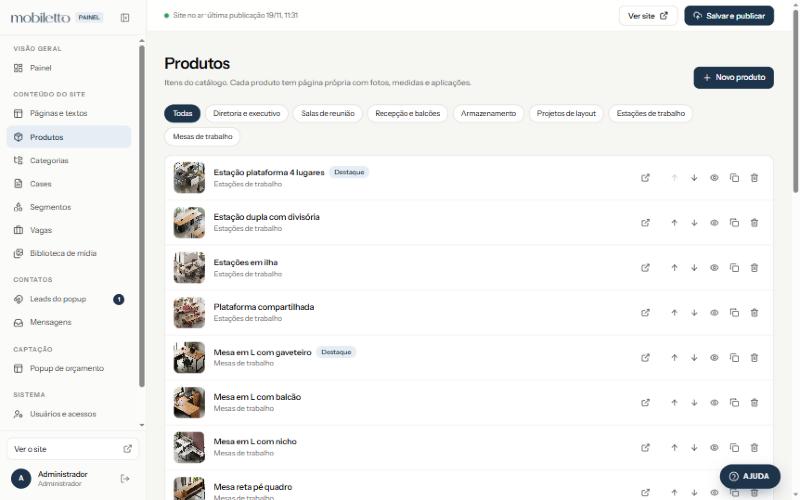 mobiletto PAINEL
Site no ar · última publicação 19/11, 11:31
Ver site
Salvar e publicar
VISÃO GERAL
Painel
CONTEÚDO DO SITE
Páginas e textos
Produtos
Categorias
Cases
Segmentos
Vagas
Biblioteca de mídia
CONTATOS
Leads do popup 1
Mensagens
CAPTAÇÃO
Popup de orçamento
SISTEMA
Usuários e acessos
Ver o site
A Administrador
Administrador
Produtos
Itens do catálogo. Cada produto tem página própria com fotos, medidas e aplicações.
Novo produto
Todas
Diretoria e executivo
Salas de reunião
Recepção e balcões
Armazenamento
Projetos de layout
Estações de trabalho
Mesas de trabalho
Estação plataforma 4 lugares Destaque
Estações de trabalho
Estação dupla com divisória
Estações de trabalho
Estações em ilha
Estações de trabalho
Plataforma compartilhada
Estações de trabalho
Mesa em L com gaveteiro Destaque
Mesas de trabalho
Mesa em L com balcão
Mesas de trabalho
Mesa em L com nicho
Mesas de trabalho
Mesa reta pé quadro
Mesas de trabalho
AJUDA